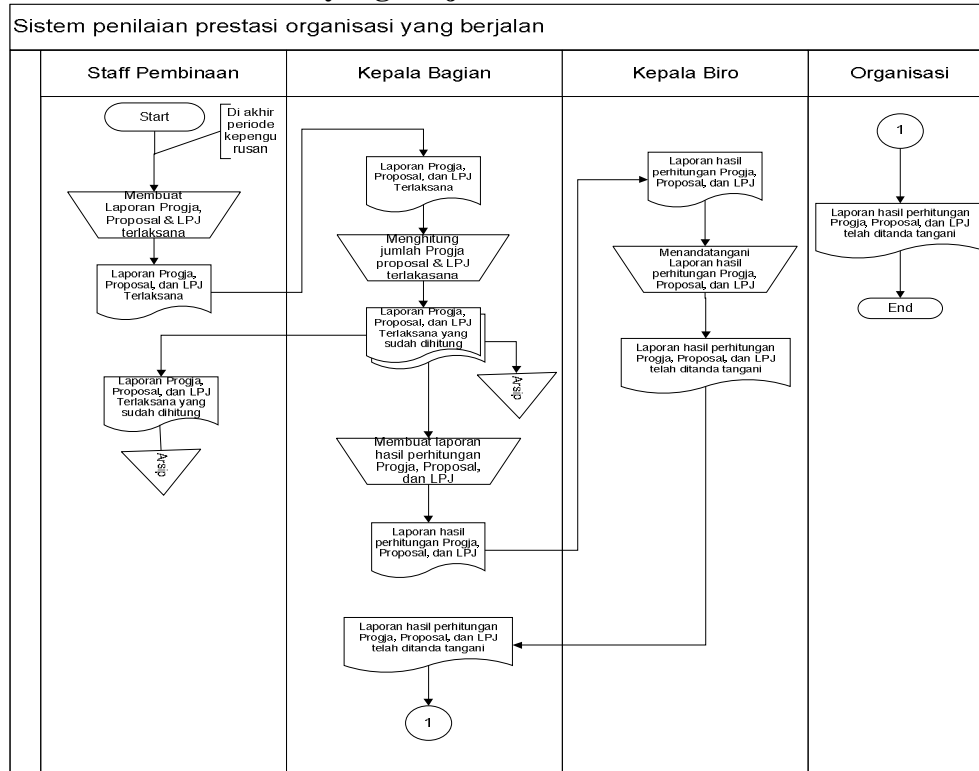 Sistem penilaian prestasi organisasi yang berjalan
Staff Pembinaan
Kepala Bagian
Kepala Biro
Organisasi
Start
Di akhir
periode
kepengu
rusan
Membuat
Laporan Progja,
Proposal & LPJ
terlaksana
Laporan Progja,
Proposal, dan LPJ
Terlaksana
Laporan Progja,
Proposal, dan LPJ
Terlaksana yang
sudah dihitung
Arsip
Laporan Progja,
Proposal, dan LPJ
Terlaksana
Menghitung
jumlah Progja
proposal & LPJ
terlakasana
Laporan Progja,
Proposal, dan LPJ
Terlaksana yang
sudah dihitung
Arsip
Membuat laporan
hasil perhitungan
Progja, Proposal,
dan LPJ
Laporan hasil
perhitungan Progja,
Proposal, dan LPJ
Laporan hasil perhitungan
Progja, Proposal, dan LPJ
telah ditanda tangani
1
Laporan hasil
perhitungan Progja,
Proposal, dan LPJ
Menandatangani
Laporan hasil
perhitungan Progja,
Proposal, dan LPJ
Laporan hasil perhitungan
Progja, Proposal, dan LPJ
telah ditanda tangani
1
Laporan hasil perhitungan
Progja, Proposal, dan LPJ
telah ditanda tangani
End